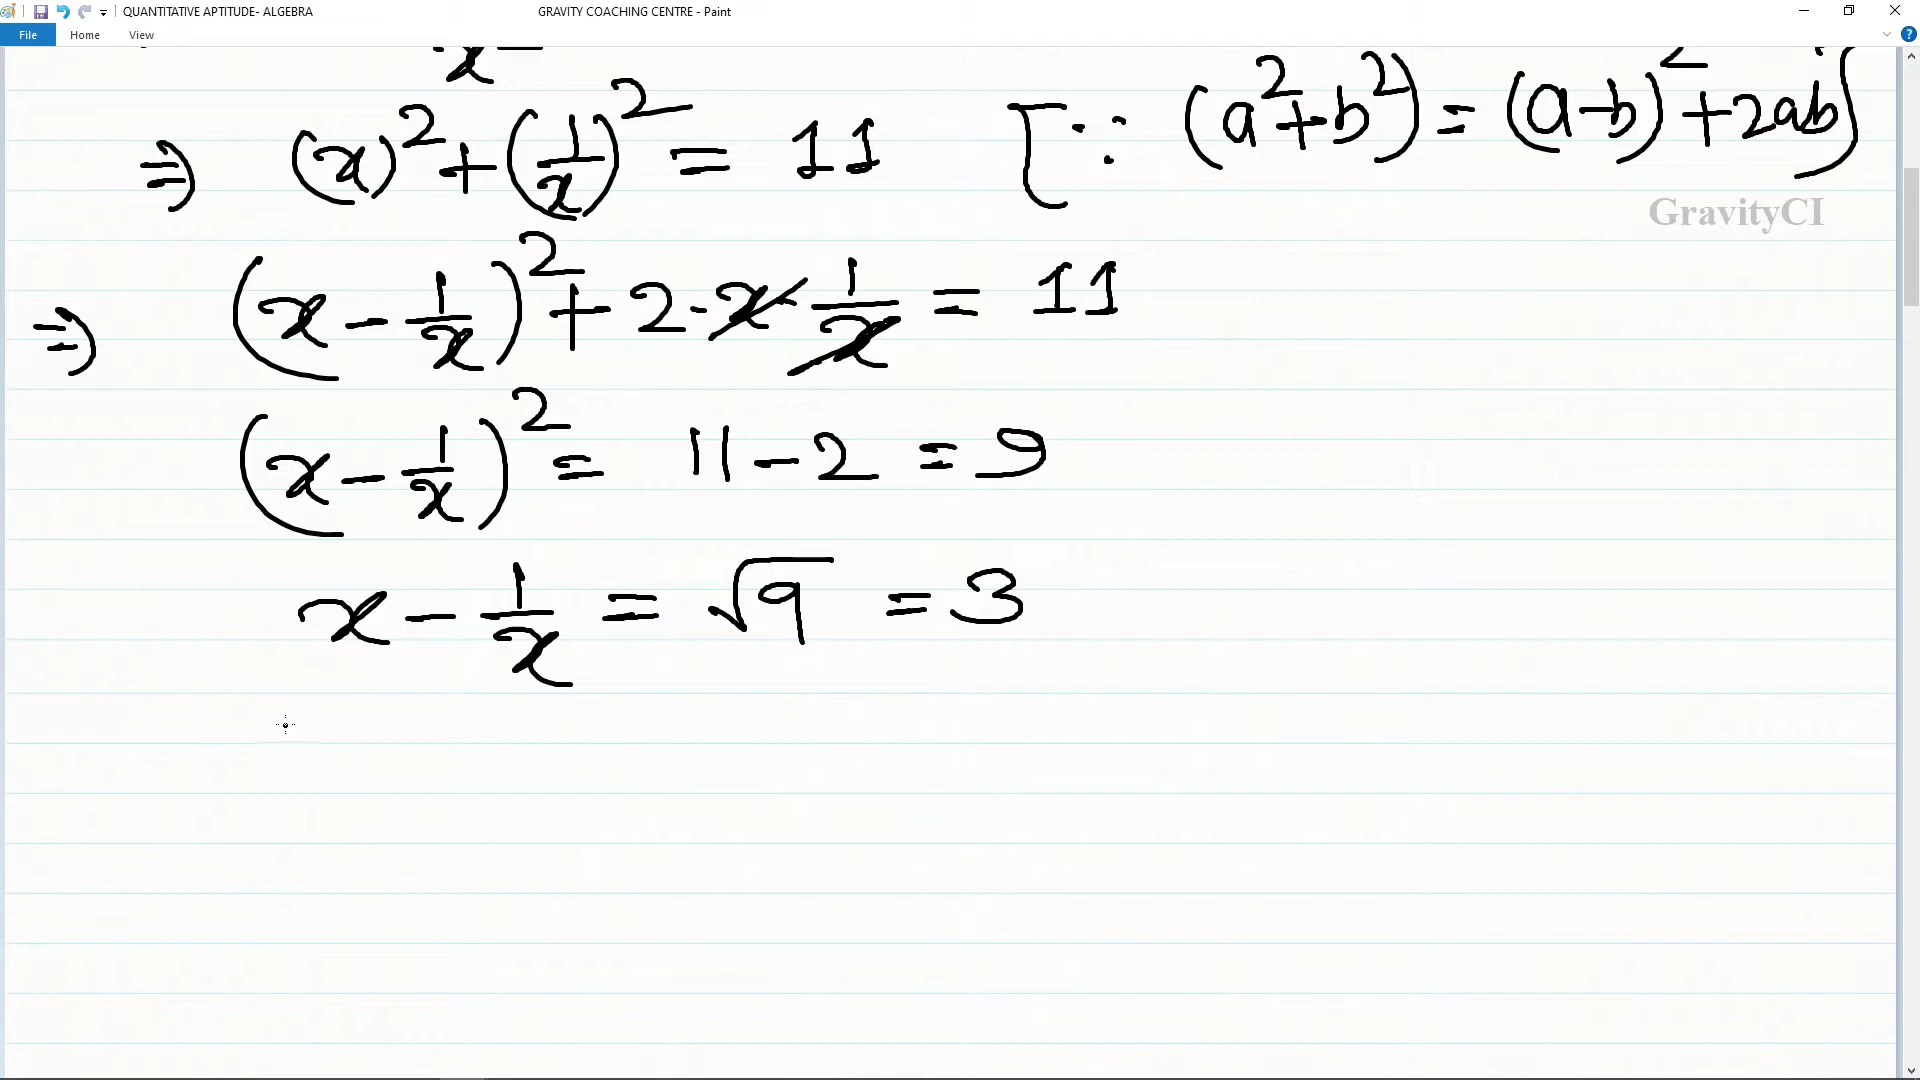 QUANTITATIVE APTITUDE- ALGEBRA GRAVITY COACHING CENTRE - Paint
File Home View
⇒ (x)² + (1/x)² = 11 [∵ (a²+b²) = (a-b)² + 2ab]
GravityCI
⇒ (x - 1/x)² + 2·x·1/x = 11
(x - 1/x)² = 11 - 2 = 9
x - 1/x = √9 = 3